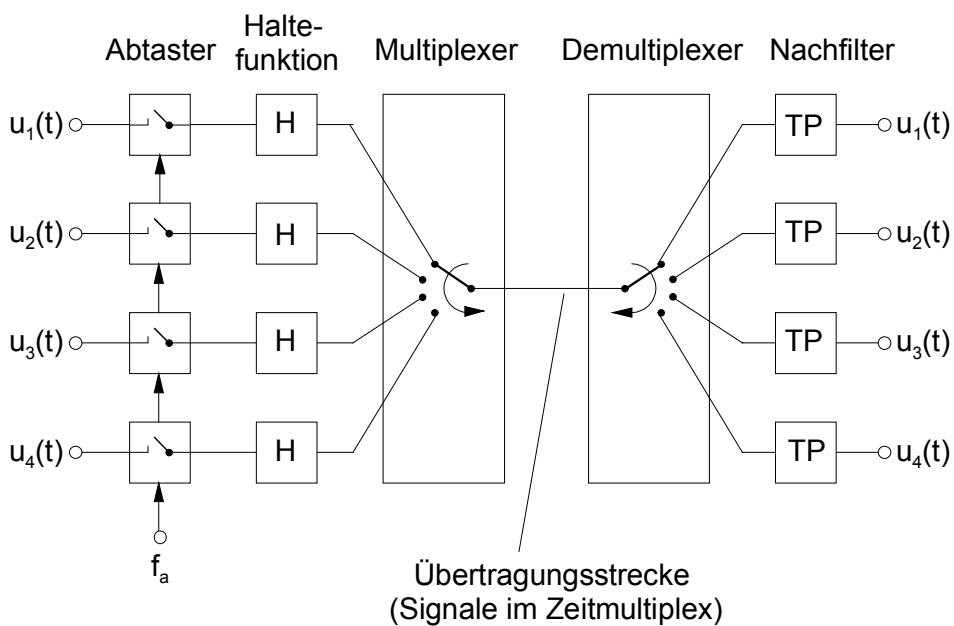 Abtaster
Halte-
funktion
Multiplexer
Demultiplexer
Nachfilter
u₁(t)
H
TP
u₁(t)
u₂(t)
H
TP
u₂(t)
u₃(t)
H
TP
u₃(t)
u₄(t)
H
TP
u₄(t)
fₐ
Übertragungsstrecke
(Signale im Zeitmultiplex)